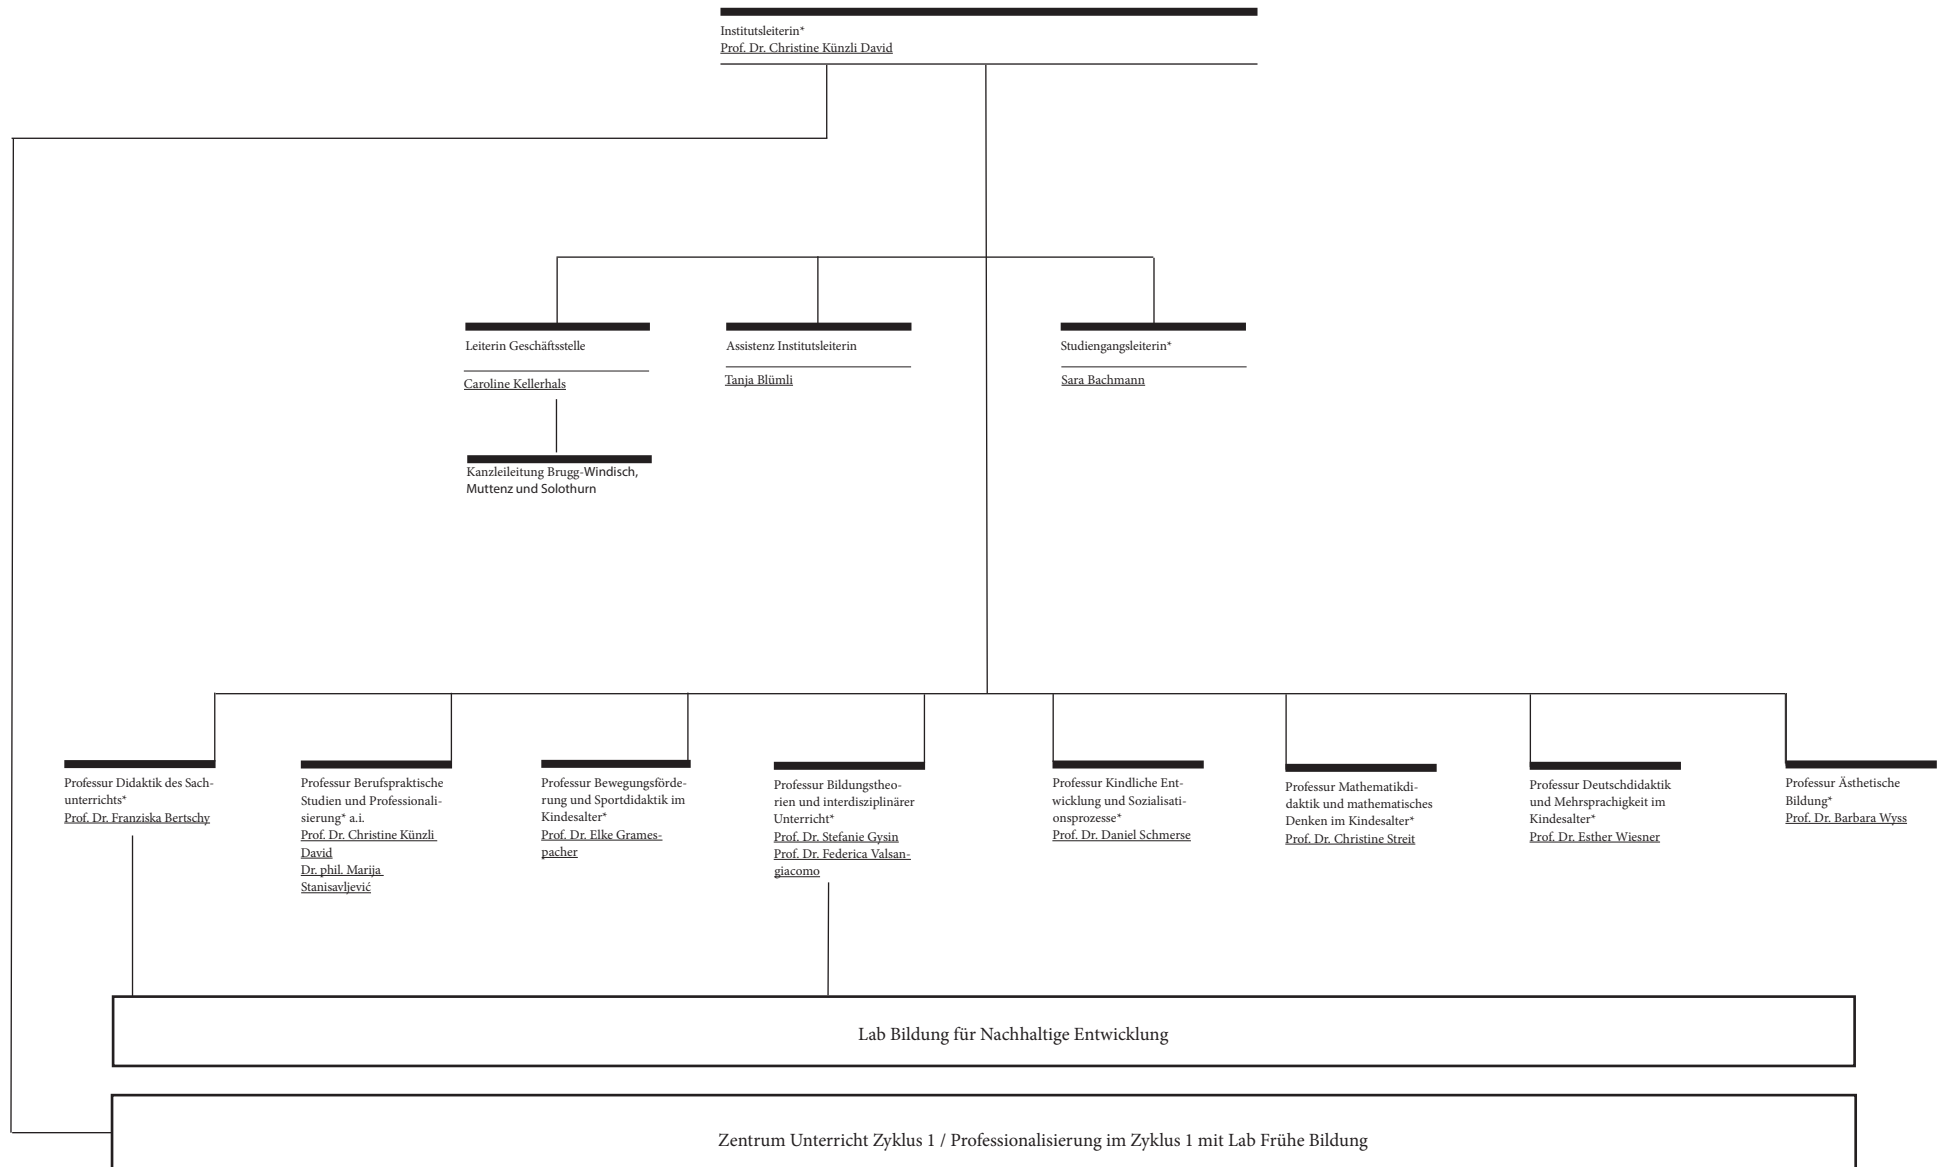 Institutsleiterin*
Prof. Dr. Christine Künzli David
Leiterin Geschäftsstelle
Caroline Kellerhals
Assistenz Institutsleiterin
Tanja Blümli
Studiengangsleiterin*
Sara Bachmann
Kanzleileitung Brugg-Windisch,
Muttenz und Solothurn
Professur Didaktik des Sach-
unterrichts*
Prof. Dr. Franziska Bertschy
Professur Berufspraktische
Studien und Professionali-
sierung* a.i.
Prof. Dr. Christine Künzli
David
Dr. phil. Marija
Stanisavljević
Professur Bewegungsförde-
rung und Sportdidaktik im
Kindesalter*
Prof. Dr. Elke Grames-
pacher
Professur Bildungstheo-
rien und interdisziplinärer
Unterricht*
Prof. Dr. Stefanie Gysin
Prof. Dr. Federica Valsan-
giacomo
Professur Kindliche Ent-
wicklung und Sozialisati-
onsprozesse*
Prof. Dr. Daniel Schmerse
Professur Mathematikdi-
daktik und mathematisches
Denken im Kindesalter*
Prof. Dr. Christine Streit
Professur Deutschdidaktik
und Mehrsprachigkeit im
Kindesalter*
Prof. Dr. Esther Wiesner
Professur Ästhetische
Bildung*
Prof. Dr. Barbara Wyss
Lab Bildung für Nachhaltige Entwicklung
Zentrum Unterricht Zyklus 1 / Professionalisierung im Zyklus 1 mit Lab Frühe Bildung